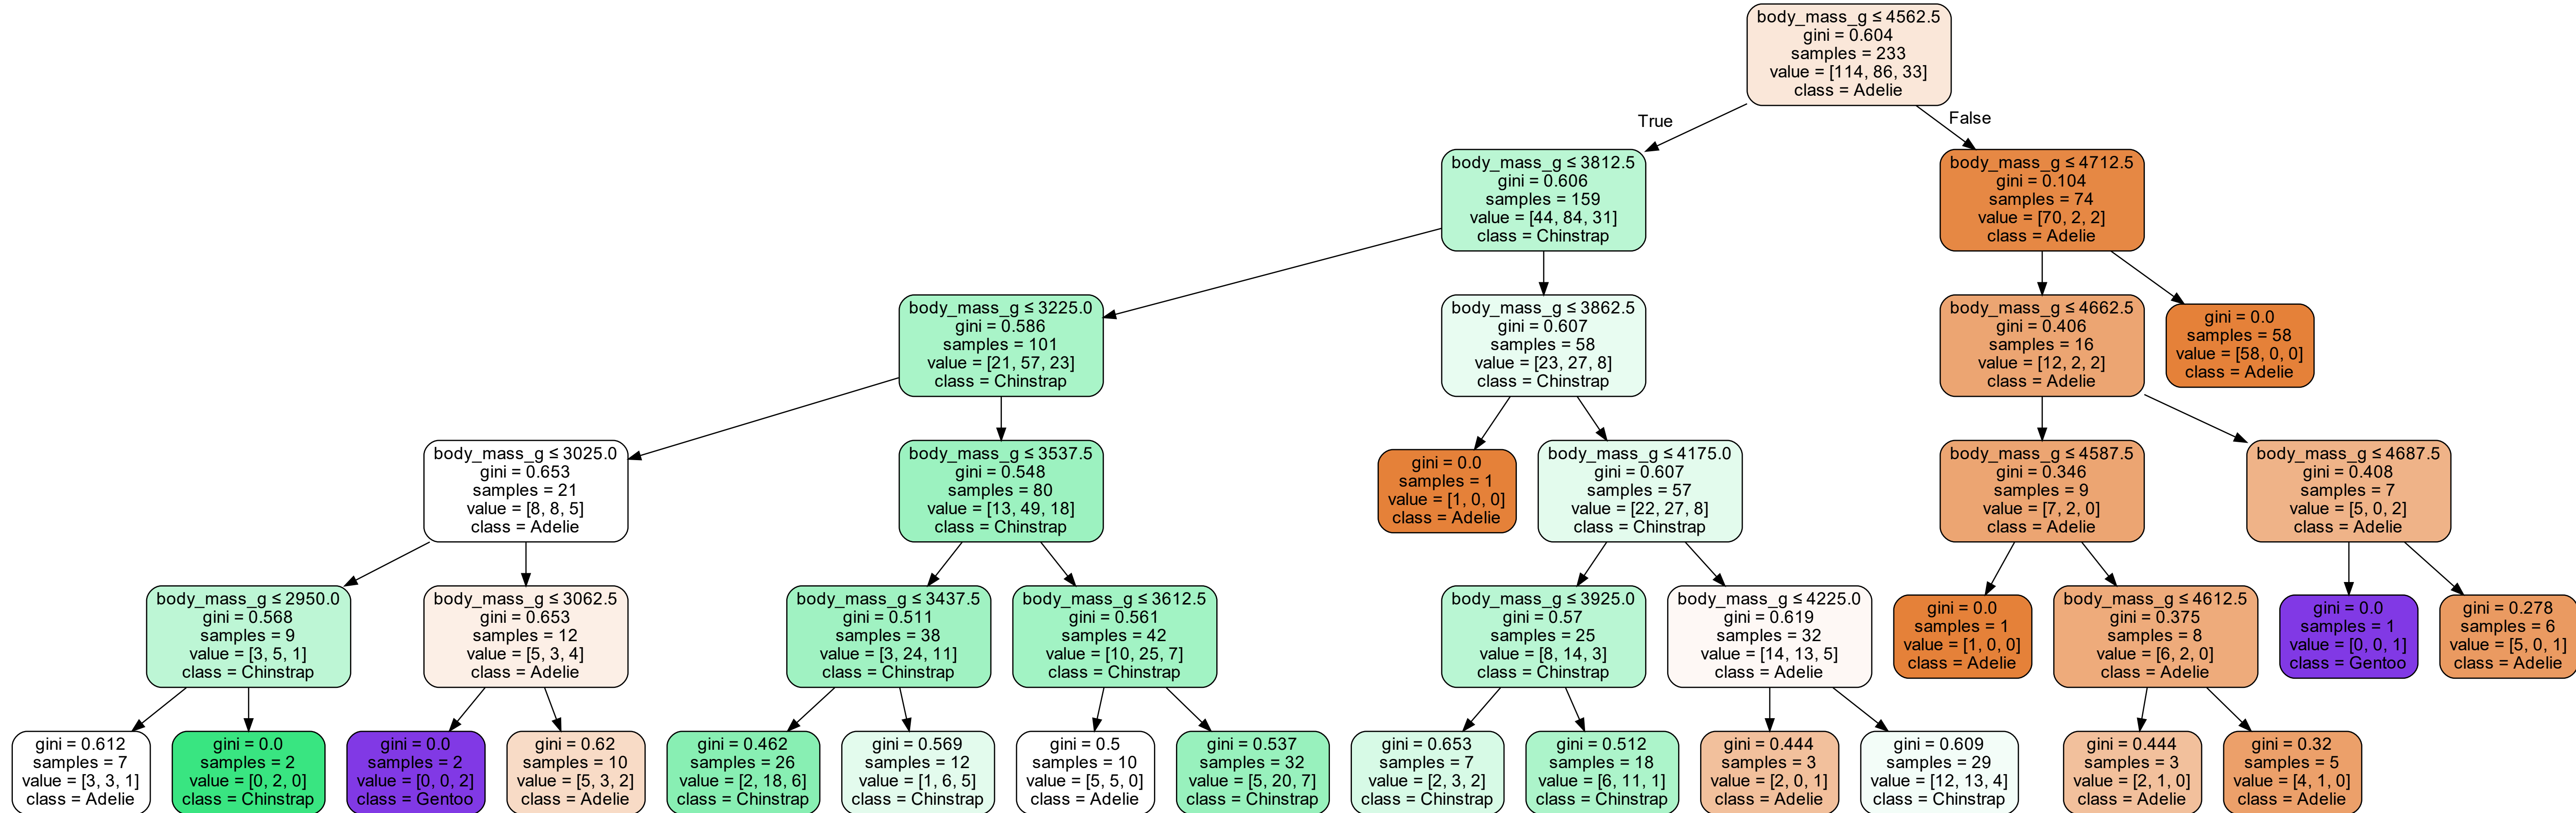 body_mass_g ≤ 4562.5
gini = 0.604
samples = 233
value = [114, 86, 33]
class = Adelie
True
False
body_mass_g ≤ 3812.5
gini = 0.606
samples = 159
value = [44, 84, 31]
class = Chinstrap
body_mass_g ≤ 4712.5
gini = 0.104
samples = 74
value = [70, 2, 2]
class = Adelie
body_mass_g ≤ 3225.0
gini = 0.586
samples = 101
value = [21, 57, 23]
class = Chinstrap
body_mass_g ≤ 3862.5
gini = 0.607
samples = 58
value = [23, 27, 8]
class = Chinstrap
body_mass_g ≤ 4662.5
gini = 0.406
samples = 16
value = [12, 2, 2]
class = Adelie
gini = 0.0
samples = 58
value = [58, 0, 0]
class = Adelie
body_mass_g ≤ 3025.0
gini = 0.653
samples = 21
value = [8, 8, 5]
class = Adelie
body_mass_g ≤ 3537.5
gini = 0.548
samples = 80
value = [13, 49, 18]
class = Chinstrap
gini = 0.0
samples = 1
value = [1, 0, 0]
class = Adelie
body_mass_g ≤ 4175.0
gini = 0.607
samples = 57
value = [22, 27, 8]
class = Chinstrap
body_mass_g ≤ 4587.5
gini = 0.346
samples = 9
value = [7, 2, 0]
class = Adelie
body_mass_g ≤ 4687.5
gini = 0.408
samples = 7
value = [5, 0, 2]
class = Adelie
body_mass_g ≤ 2950.0
gini = 0.568
samples = 9
value = [3, 5, 1]
class = Chinstrap
body_mass_g ≤ 3062.5
gini = 0.653
samples = 12
value = [5, 3, 4]
class = Adelie
body_mass_g ≤ 3437.5
gini = 0.511
samples = 38
value = [3, 24, 11]
class = Chinstrap
body_mass_g ≤ 3612.5
gini = 0.561
samples = 42
value = [10, 25, 7]
class = Chinstrap
body_mass_g ≤ 3925.0
gini = 0.57
samples = 25
value = [8, 14, 3]
class = Chinstrap
body_mass_g ≤ 4225.0
gini = 0.619
samples = 32
value = [14, 13, 5]
class = Adelie
gini = 0.0
samples = 1
value = [1, 0, 0]
class = Adelie
body_mass_g ≤ 4612.5
gini = 0.375
samples = 8
value = [6, 2, 0]
class = Adelie
gini = 0.0
samples = 1
value = [0, 0, 1]
class = Gentoo
gini = 0.278
samples = 6
value = [5, 0, 1]
class = Adelie
gini = 0.612
samples = 7
value = [3, 3, 1]
class = Adelie
gini = 0.0
samples = 2
value = [0, 2, 0]
class = Chinstrap
gini = 0.0
samples = 2
value = [0, 0, 2]
class = Gentoo
gini = 0.62
samples = 10
value = [5, 3, 2]
class = Adelie
gini = 0.462
samples = 26
value = [2, 18, 6]
class = Chinstrap
gini = 0.569
samples = 12
value = [1, 6, 5]
class = Chinstrap
gini = 0.5
samples = 10
value = [5, 5, 0]
class = Adelie
gini = 0.537
samples = 32
value = [5, 20, 7]
class = Chinstrap
gini = 0.653
samples = 7
value = [2, 3, 2]
class = Chinstrap
gini = 0.512
samples = 18
value = [6, 11, 1]
class = Chinstrap
gini = 0.444
samples = 3
value = [2, 0, 1]
class = Adelie
gini = 0.609
samples = 29
value = [12, 13, 4]
class = Chinstrap
gini = 0.444
samples = 3
value = [2, 1, 0]
class = Adelie
gini = 0.32
samples = 5
value = [4, 1, 0]
class = Adelie